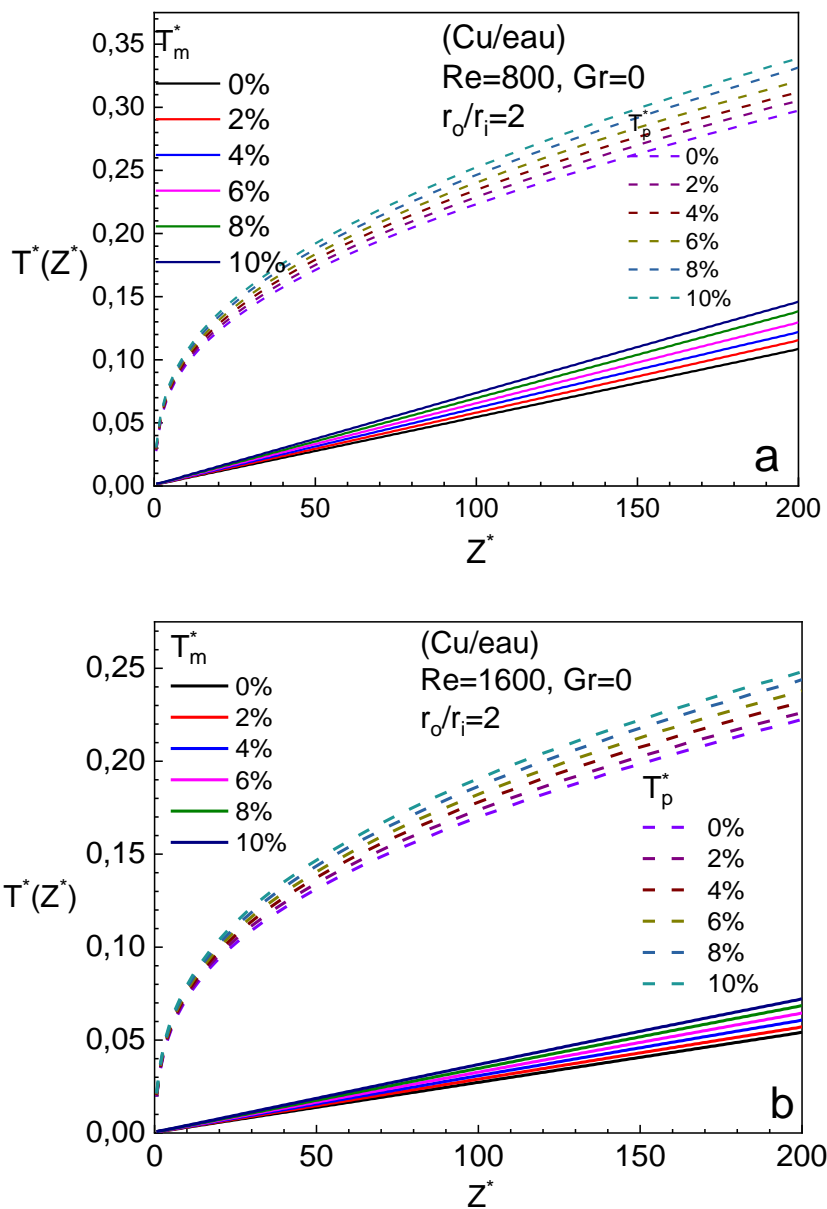 0,35
0,30
0,25
0,20
0,15
0,10
0,05
0,00
T*(Z*)
T*m
0%
2%
4%
6%
8%
10%
(Cu/eau)
Re=800, Gr=0
ro/ri=2
T*p
0%
2%
4%
6%
8%
10%
a
0 50 100 150 200
Z*
0,25
0,20
0,15
0,10
0,05
0,00
T*(Z*)
T*m
0%
2%
4%
6%
8%
10%
(Cu/eau)
Re=1600, Gr=0
ro/ri=2
T*p
0%
2%
4%
6%
8%
10%
b
0 50 100 150 200
Z*